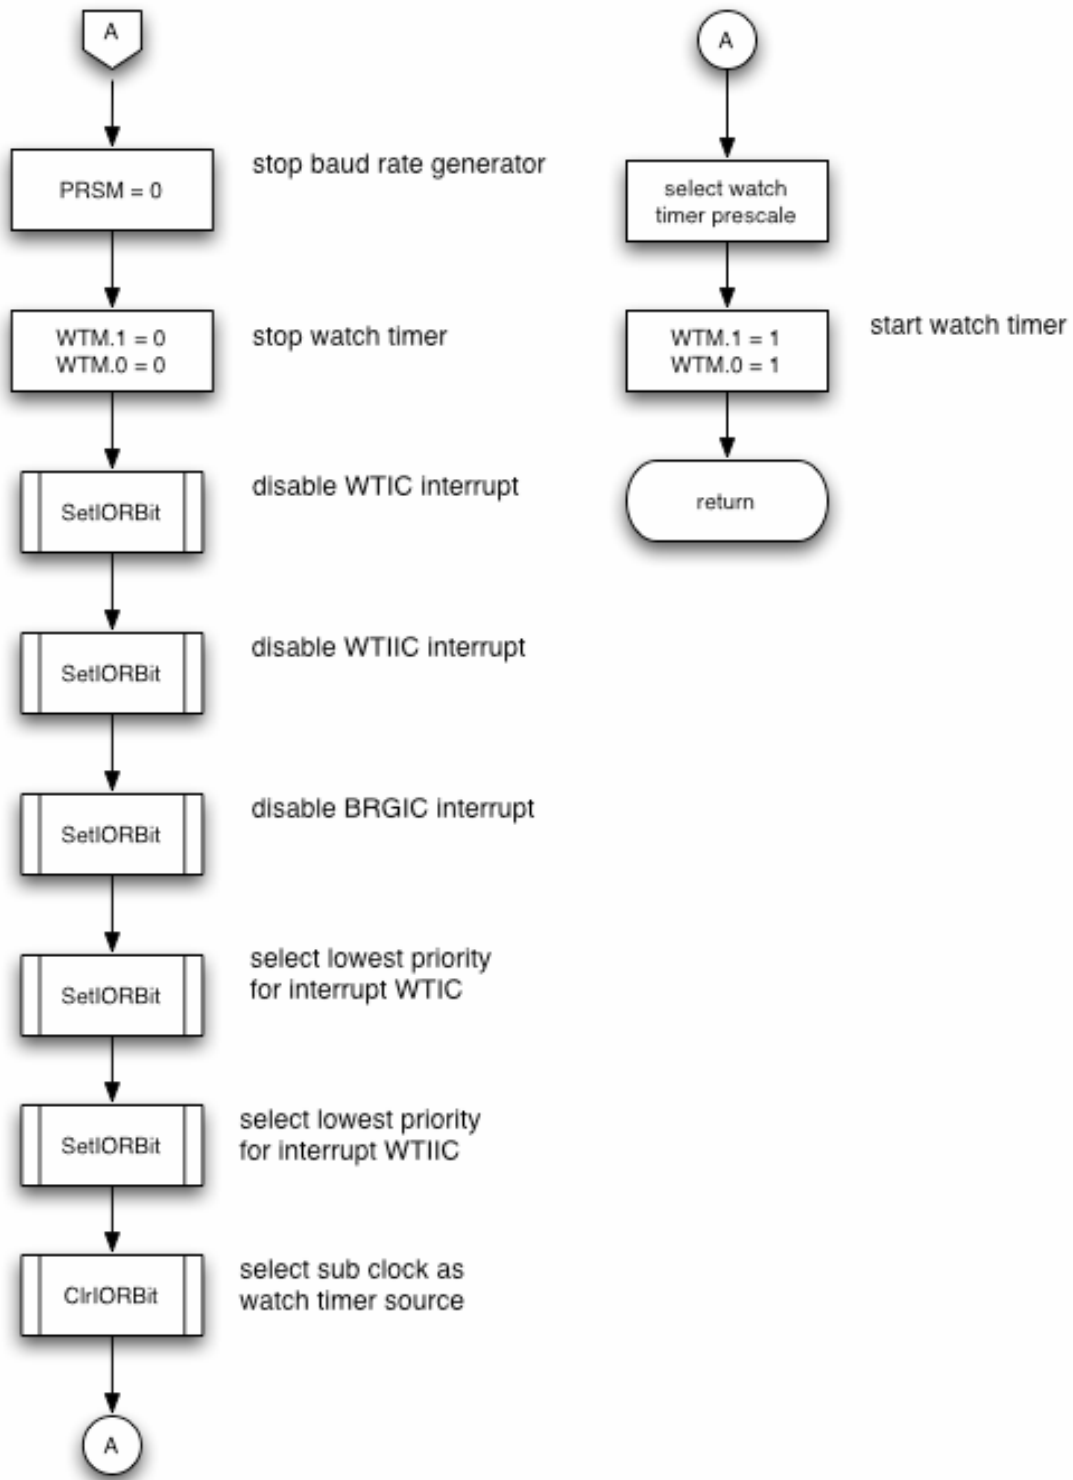 A
PRSM = 0
stop baud rate generator
WTM.1 = 0
WTM.0 = 0
stop watch timer
SetIORBit
disable WTIC interrupt
SetIORBit
disable WTIIC interrupt
SetIORBit
disable BRGIC interrupt
SetIORBit
select lowest priority
for interrupt WTIC
SetIORBit
select lowest priority
for interrupt WTIIC
ClrIORBit
select sub clock as
watch timer source
A
A
select watch
timer prescale
WTM.1 = 1
WTM.0 = 1
start watch timer
return